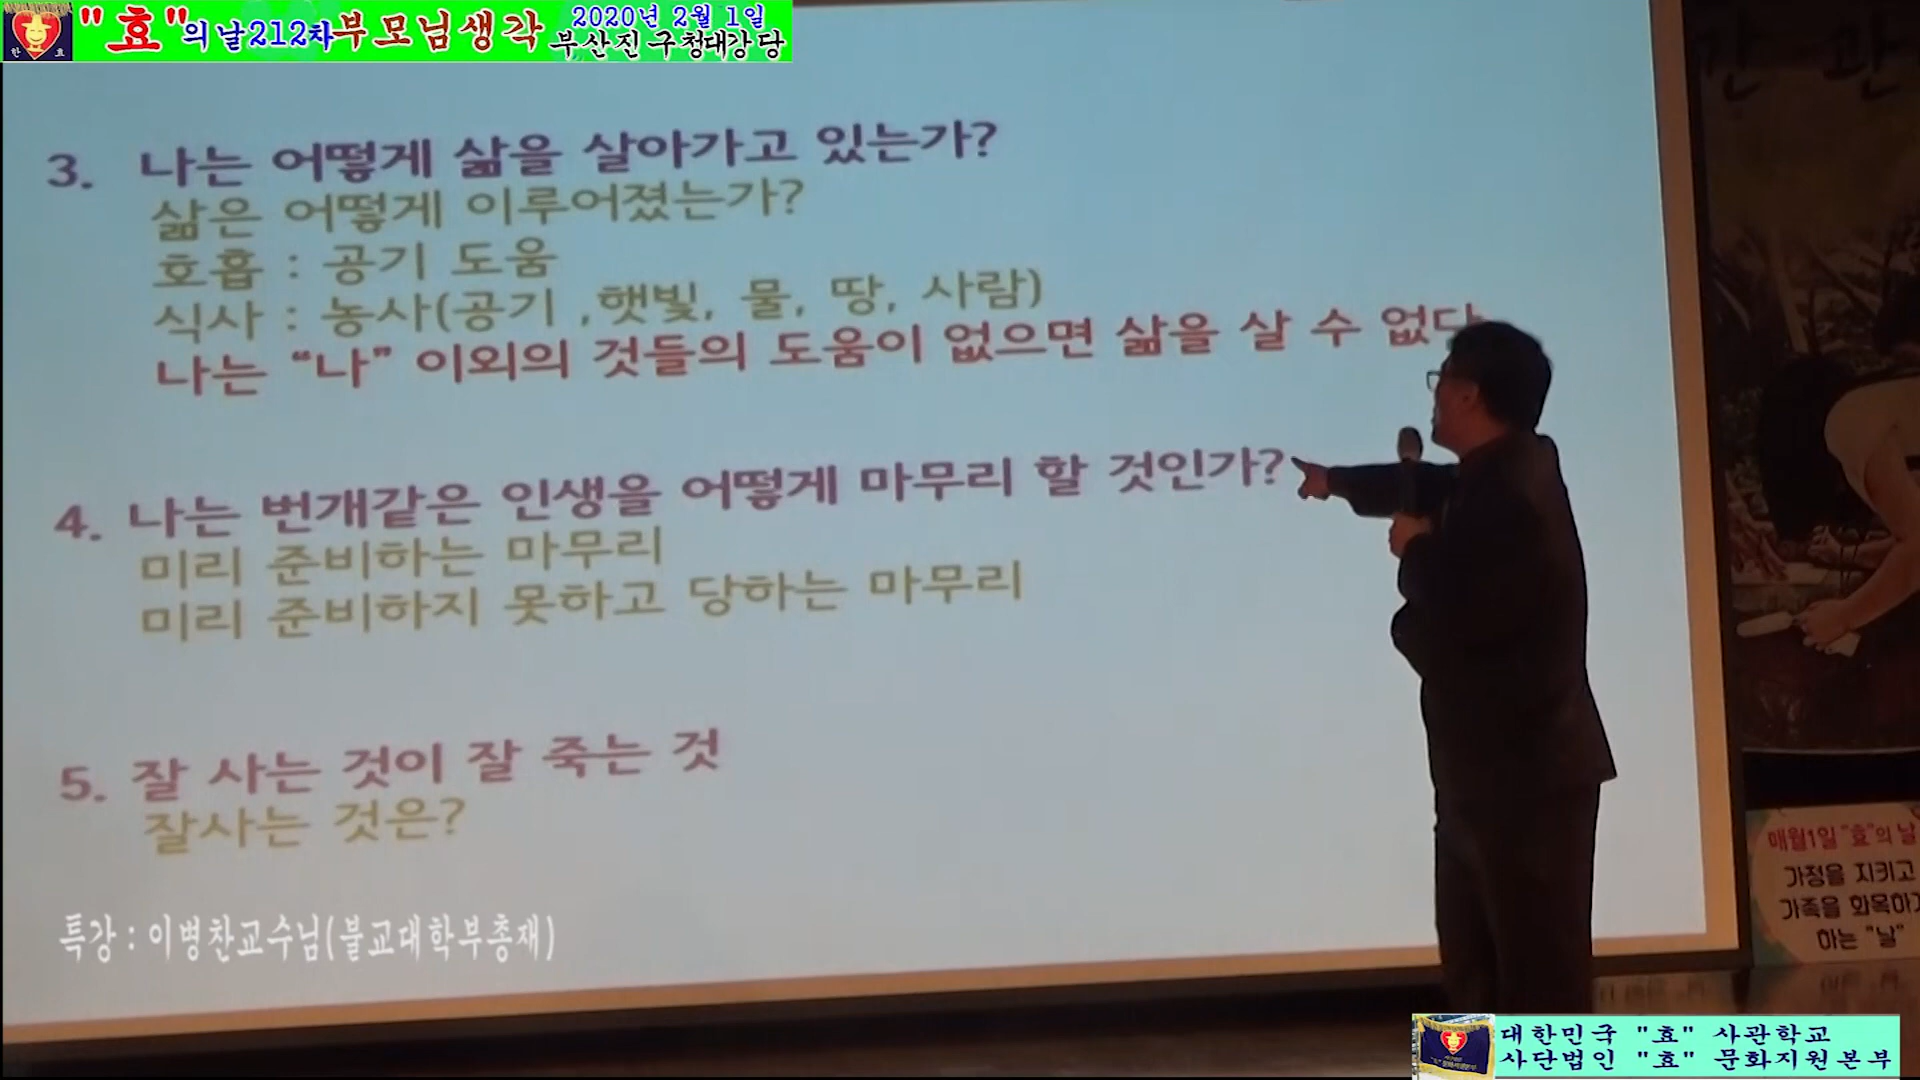 "효"의날212차부모님생각
2020년 2월 1일
부산진구청대강당
한 효
3. 나는 어떻게 삶을 살아가고 있는가?
삶은 어떻게 이루어졌는가?
호흡 : 공기 도움
식사 : 농사(공기 ,햇빛, 물, 땅, 사람)
나는 “나” 이외의 것들의 도움이 없으면 삶을 살 수 없다
4. 나는 번개같은 인생을 어떻게 마무리 할 것인가?
미리 준비하는 마무리
미리 준비하지 못하고 당하는 마무리
5. 잘 사는 것이 잘 죽는 것
잘사는 것은?
특강 : 이병찬교수님(불교대학부총재)
매월1일 "효"의 날
가정을 지키고
가족을 화목하게
하는 "날"
대한민국 "효" 사관학교
사단법인 "효" 문화지원본부